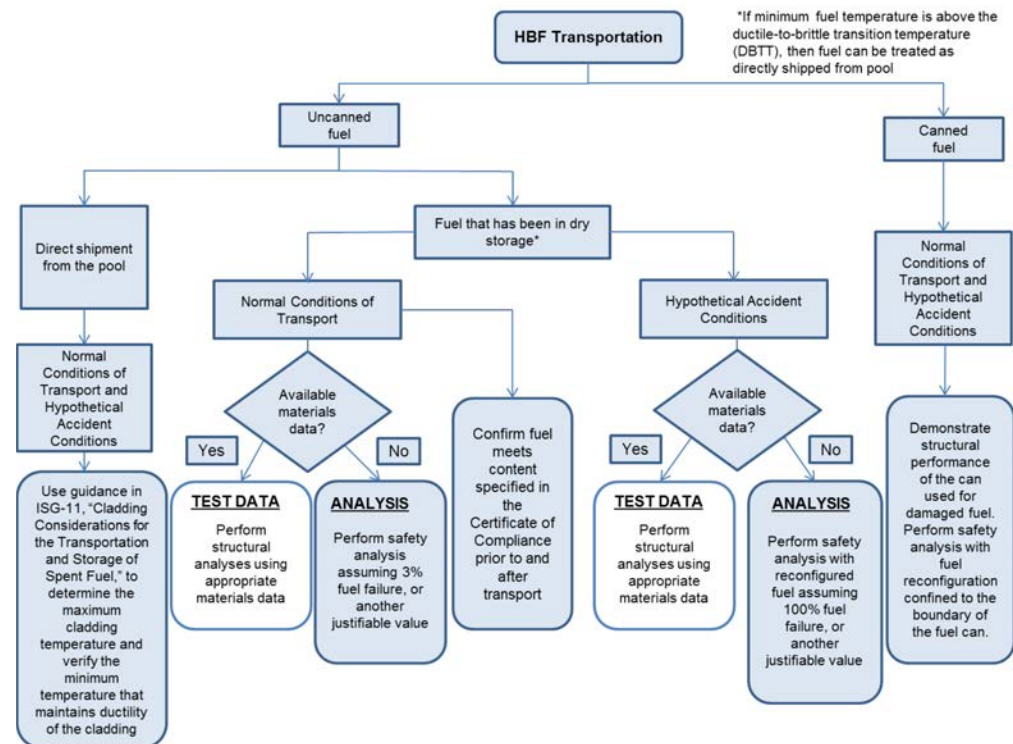 HBF Transportation
*If minimum fuel temperature is above the
ductile-to-brittle transition temperature
(DBTT), then fuel can be treated as
directly shipped from pool
Uncanned
fuel
Canned
fuel
Direct shipment
from the pool
Fuel that has been in dry
storage*
Normal
Conditions of
Transport and
Hypothetical
Accident
Conditions
Normal Conditions of
Transport
Hypothetical Accident
Conditions
Normal
Conditions of
Transport and
Hypothetical
Accident
Conditions
Available
materials
data?
Yes
No
Available
materials
data?
Yes
No
Use guidance in
ISG-11, “Cladding
Considerations for
the Transportation
and Storage of
Spent Fuel,” to
determine the
maximum
cladding
temperature and
verify the
minimum
temperature that
maintains ductility
of the cladding
TEST DATA
Perform
structural
analyses using
appropriate
materials data
ANALYSIS
Perform safety
analysis
assuming 3%
fuel failure, or
another
justifiable value
Confirm fuel
meets
content
specified in
the
Certificate of
Compliance
prior to and
after
transport
TEST DATA
Perform
structural
analyses using
appropriate
materials data
ANALYSIS
Perform safety
analysis with
reconfigured
fuel assuming
100% fuel
failure, or
another
justifiable value
Demonstrate
structural
performance
of the can
used for
damaged fuel.
Perform safety
analysis with
fuel
reconfiguration
confined to the
boundary of
the fuel can.